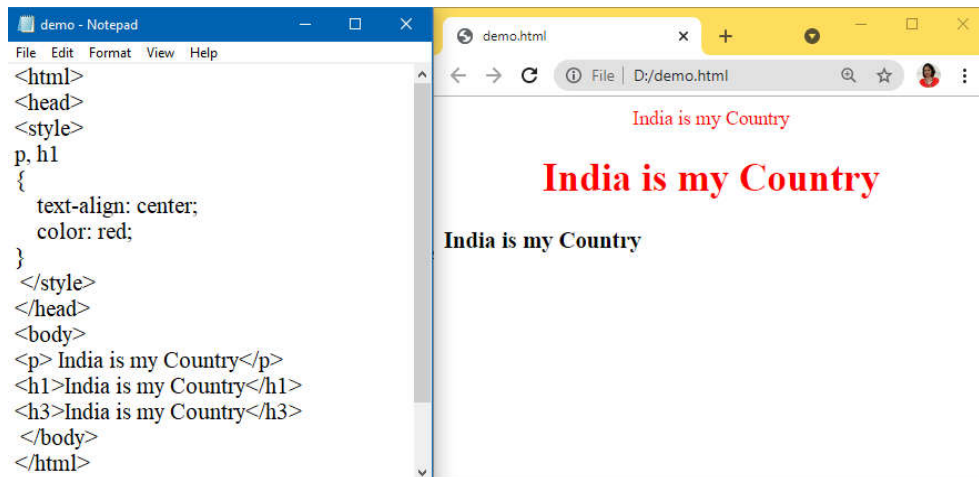 demo - Notepad
File Edit Format View Help
<html>
<head>
<style>
p, h1
{
text-align: center;
color: red;
}
</style>
</head>
<body>
<p> India is my Country</p>
<h1>India is my Country</h1>
<h3>India is my Country</h3>
</body>
</html>
demo.html
File D:/demo.html
India is my Country
India is my Country
India is my Country